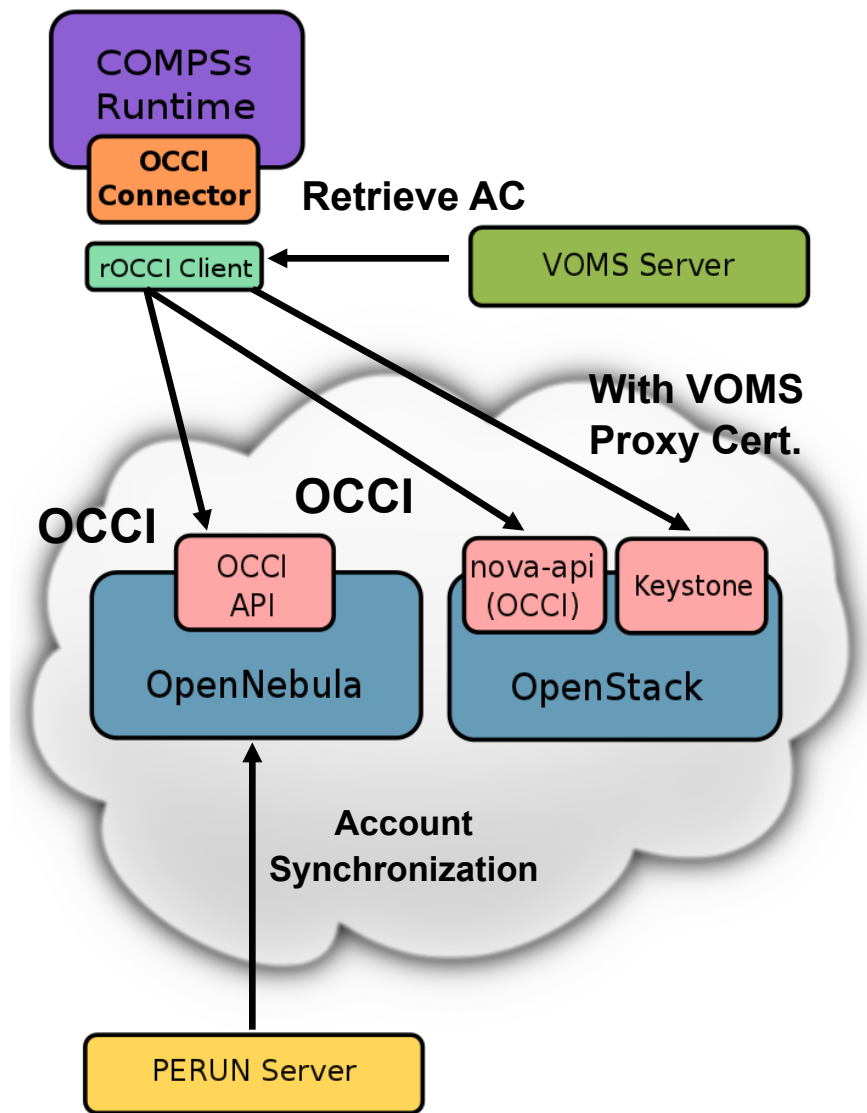 COMPSs
Runtime
OCCI
Connector
Retrieve AC
rOCCI Client
VOMS Server
With VOMS
Proxy Cert.
OCCI
OCCI
OCCI
API
nova-api
(OCCI)
Keystone
OpenNebula
OpenStack
Account
Synchronization
PERUN Server